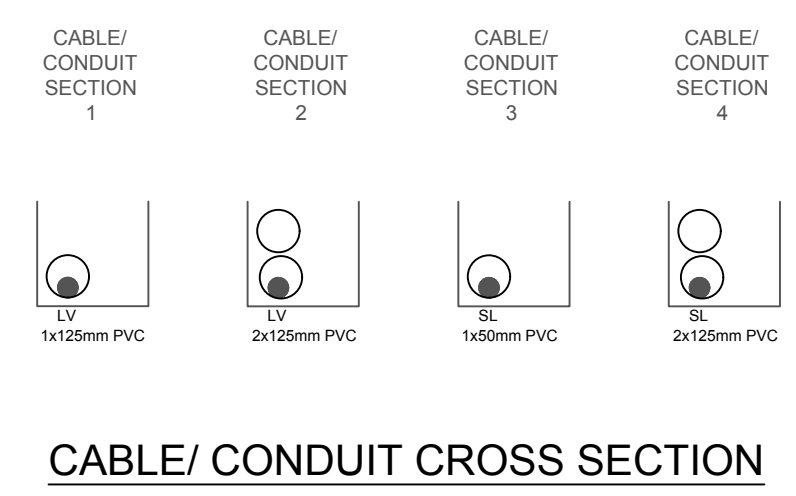 CABLE/
CONDUIT
SECTION
1
CABLE/
CONDUIT
SECTION
2
CABLE/
CONDUIT
SECTION
3
CABLE/
CONDUIT
SECTION
4
LV
1x125mm PVC
LV
2x125mm PVC
SL
1x50mm PVC
SL
2x125mm PVC
CABLE/ CONDUIT CROSS SECTION